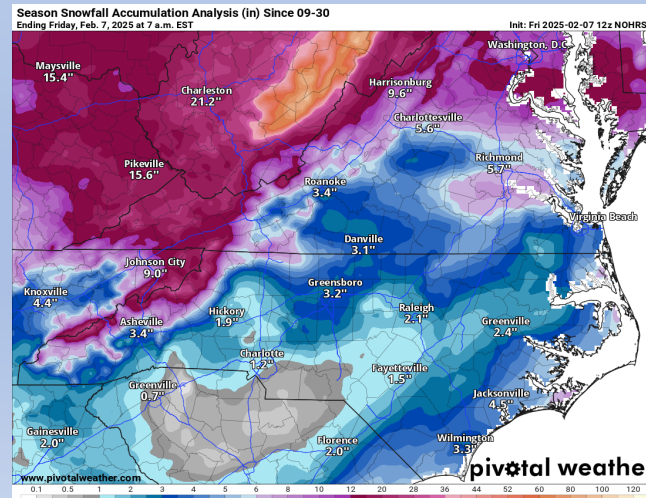 Season Snowfall Accumulation Analysis (in) Since 09-30
Ending Friday, Feb. 7, 2025 at 7 a.m. EST
Init: Fri 2025-02-07 12z NOHRS
Washington, D.C.
Maysville
15.4"
Charleston
21.2"
Harrisonburg
9.6"
Charlottesville
5.6"
Pikeville
15.6"
Richmond
5.7"
Roanoke
3.4"
Virginia Beach
Danville
3.1"
Johnson City
9.0"
Knoxville
4.4"
Greensboro
3.2"
Hickory
1.9"
Asheville
3.4"
Raleigh
2.1"
Greenville
2.4"
Charlotte
1.2"
Fayetteville
1.5"
Greenville
0.7"
Jacksonville
4.5"
Gainesville
2.0"
Florence
2.0"
Wilmington
3.3"
www.pivotalweather.com
pivotal weathe
0.1 0.5 1 2 3 4 5 6 8 10 12 20 28 36 44 52 60 80 100 120